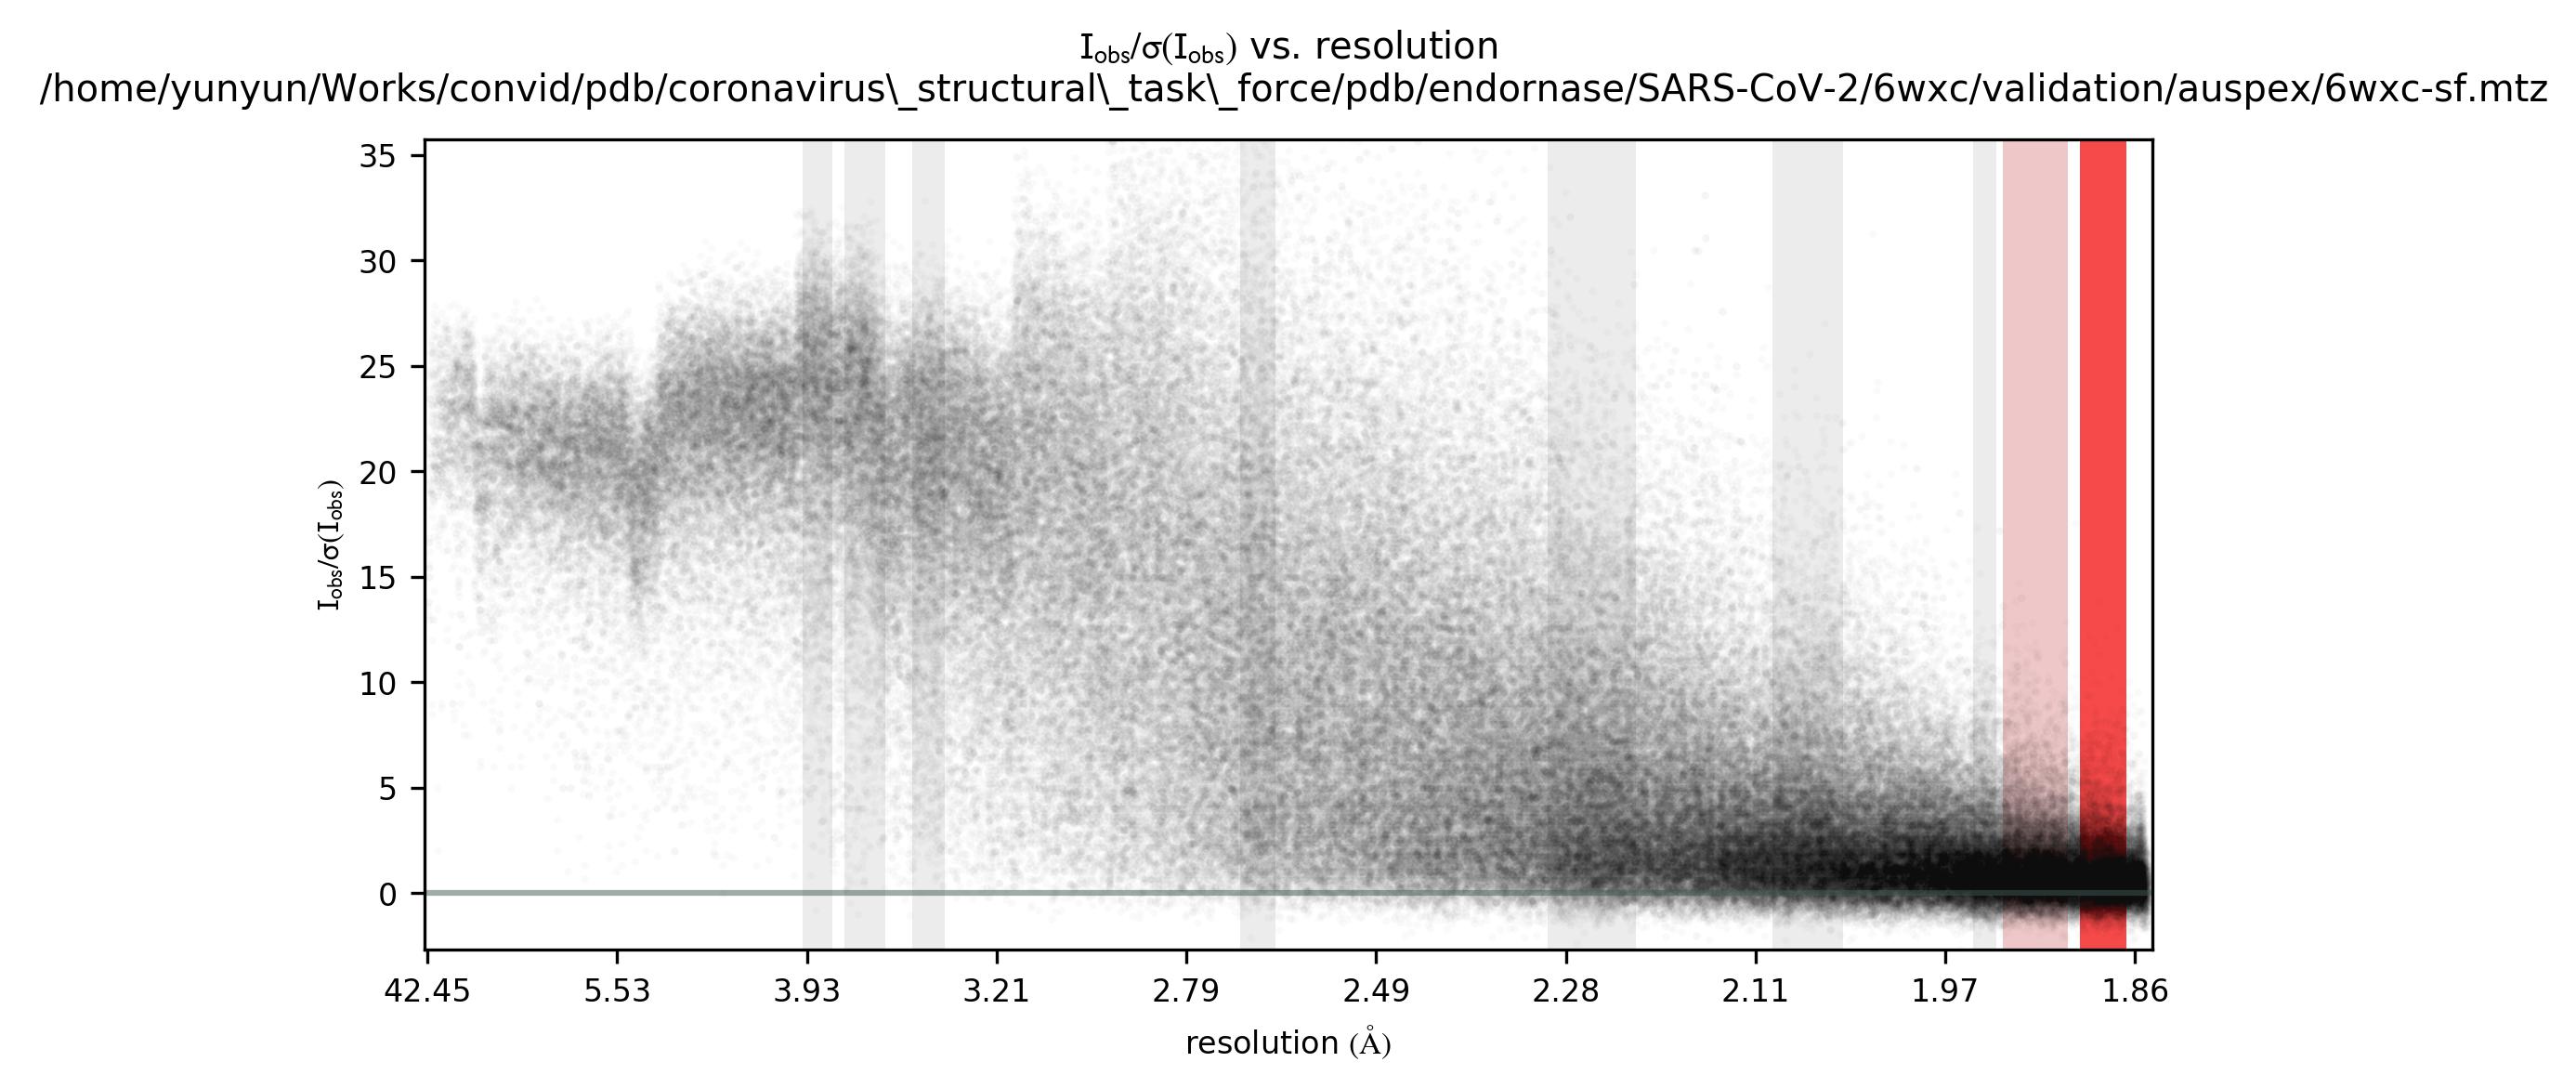 Iobs/σ(Iobs) vs. resolution
/home/yunyun/Works/convid/pdb/coronavirus\_structural\_task\_force/pdb/endornase/SARS-CoV-2/6wxc/validation/auspex/6wxc-sf.mtz
35
30
25
20
15
10
5
0
Iobs/σ(Iobs)
42.45 5.53 3.93 3.21 2.79 2.49 2.28 2.11 1.97 1.86
resolution (Å)